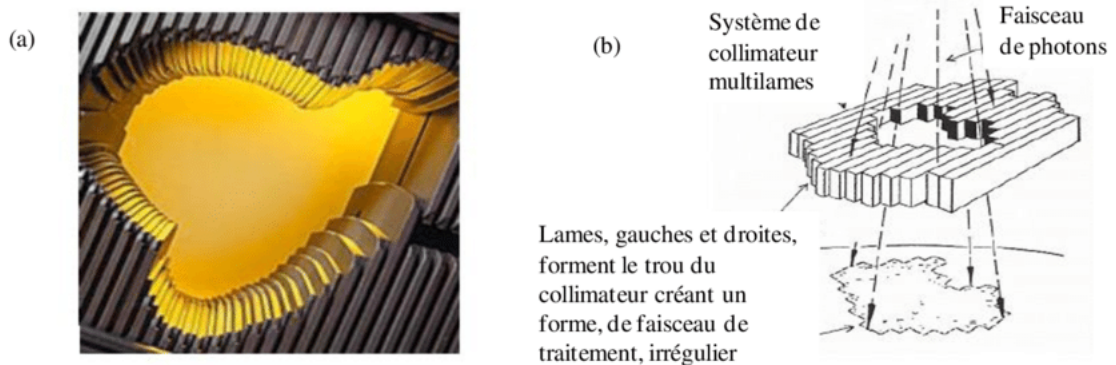 (a)
(b)
Système de
collimateur
multilames
Faisceau
de photons
Lames, gauches et droites,
forment le trou du
collimateur créant un
forme, de faisceau de
traitement, irrégulier